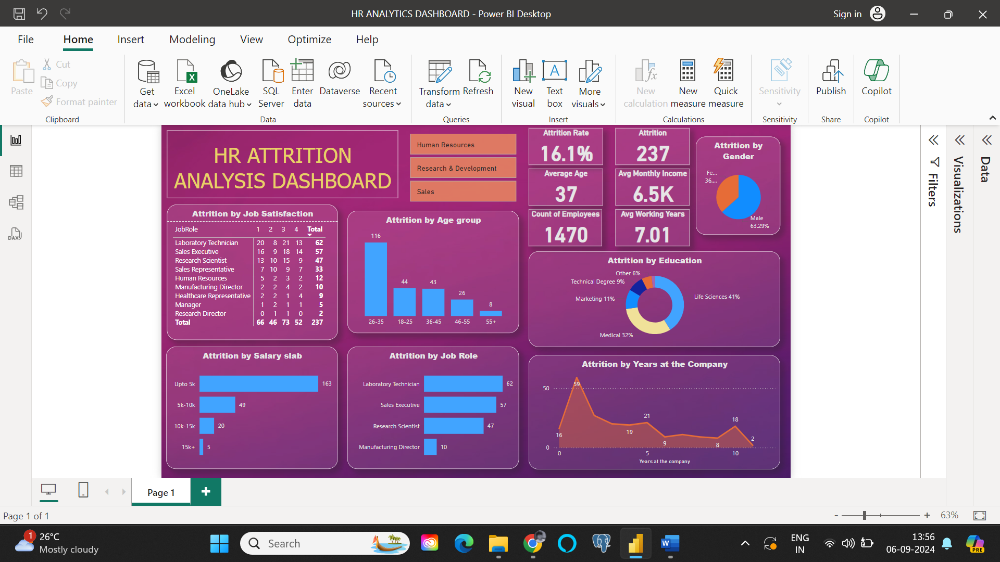 HR ANALYTICS DASHBOARD - Power BI Desktop
Sign in
File Home Insert Modeling View Optimize Help
Paste
Cut
Copy
Format painter
Clipboard
Get data
Excel workbook
OneLake data hub
SQL Server
Enter data
Dataverse
Recent sources
Data
Transform data
Refresh
Queries
New visual
Text box
More visuals
Insert
New calculation
New measure
Quick measure
Calculations
Sensitivity
Sensitivity
Publish
Share
Copilot
Copilot
HR ATTRITION
ANALYSIS DASHBOARD
Human Resources
Research & Development
Sales
Attrition Rate
16.1%
Attrition
237
Average Age
37
Avg Monthly Income
6.5K
Count of Employees
1470
Avg Working Years
7.01
Attrition by
Gender
Fe...
36....
Male
63.29%
Attrition by Job Satisfaction
JobRole 1 2 3 4 Total
Laboratory Technician 20 8 21 13 62
Sales Executive 16 9 18 14 57
Research Scientist 13 10 15 9 47
Sales Representative 7 10 9 7 33
Human Resources 5 2 3 2 12
Manufacturing Director 2 2 4 2 10
Healthcare Representative 2 2 1 4 9
Manager 1 2 1 1 5
Research Director 0 1 1 0 2
Total 66 46 73 52 237
Attrition by Age group
116
44
43
26
8
26-35 18-25 36-45 46-55 55+
Attrition by Education
Other 6%
Technical Degree 9%
Marketing 11%
Life Sciences 41%
Medical 32%
Attrition by Salary slab
Upto 5k 163
5k-10k 49
10k-15k 20
15k+ 5
Attrition by Job Role
Laboratory Technician 62
Sales Executive 57
Research Scientist 47
Manufacturing Director 10
Attrition by Years at the Company
50
59
16
19
21
9
8
18
2
0
0 5 10
Years at the company
Filters
Visualizations
Data
DAX
Page 1
+
Page 1 of 1
- + 63%
1
26°C
Mostly cloudy
Search
W
ENG
IN
13:56
06-09-2024
PRE